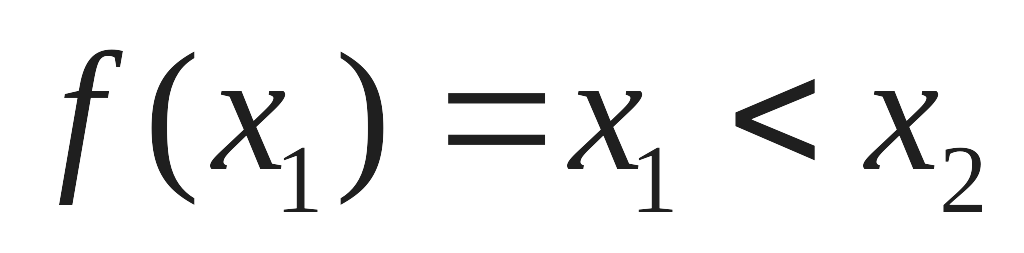 f (x₁) = x₁ < x₂